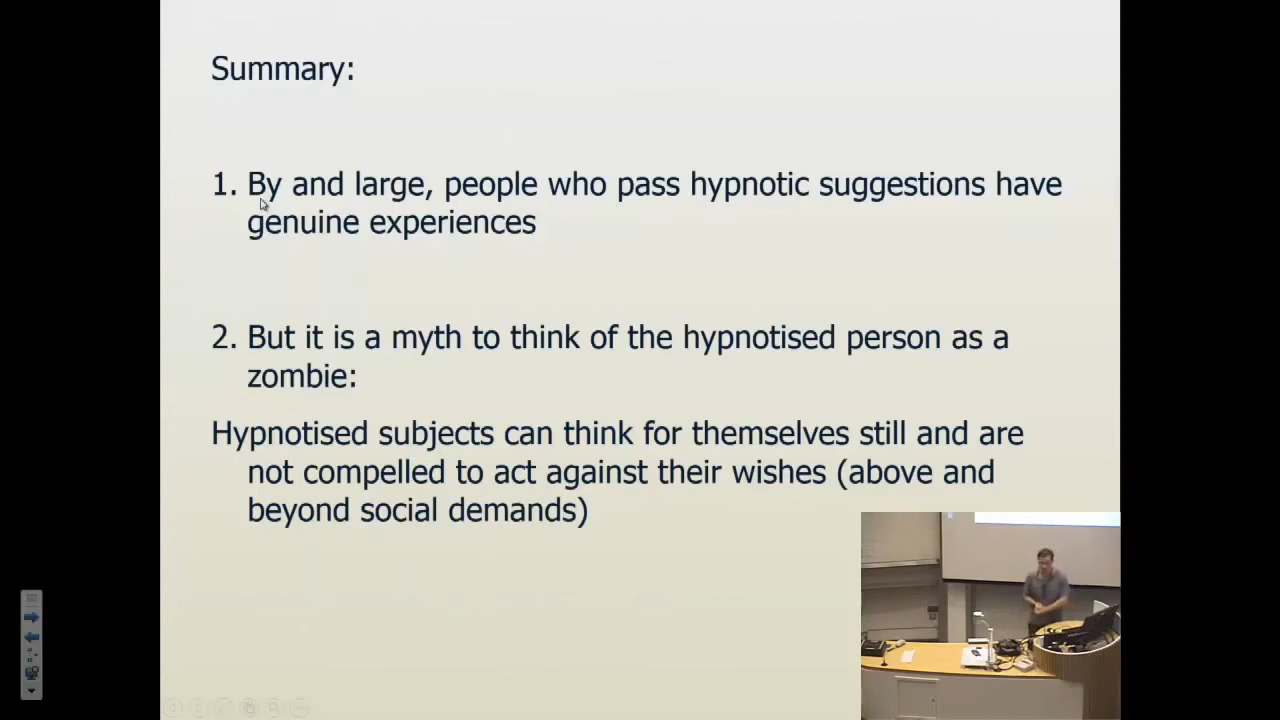 Summary:
1. By and large, people who pass hypnotic suggestions have
genuine experiences
2. But it is a myth to think of the hypnotised person as a
zombie:
Hypnotised subjects can think for themselves still and are
not compelled to act against their wishes (above and
beyond social demands)